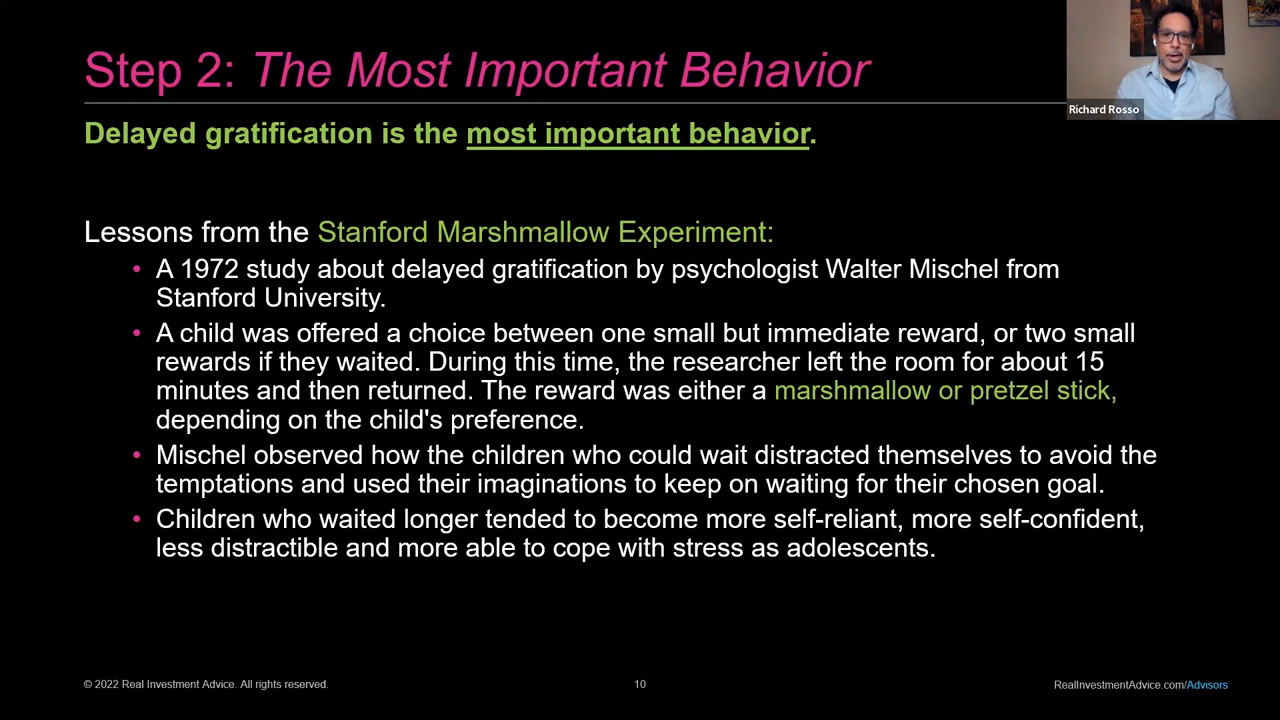 Step 2: The Most Important Behavior
Richard Rosso
Delayed gratification is the most important behavior.
Lessons from the Stanford Marshmallow Experiment:
• A 1972 study about delayed gratification by psychologist Walter Mischel from
Stanford University.
• A child was offered a choice between one small but immediate reward, or two small
rewards if they waited. During this time, the researcher left the room for about 15
minutes and then returned. The reward was either a marshmallow or pretzel stick,
depending on the child's preference.
• Mischel observed how the children who could wait distracted themselves to avoid the
temptations and used their imaginations to keep on waiting for their chosen goal.
• Children who waited longer tended to become more self-reliant, more self-confident,
less distractible and more able to cope with stress as adolescents.
© 2022 Real Investment Advice. All rights reserved.
10
RealInvestmentAdvice.com/Advisors